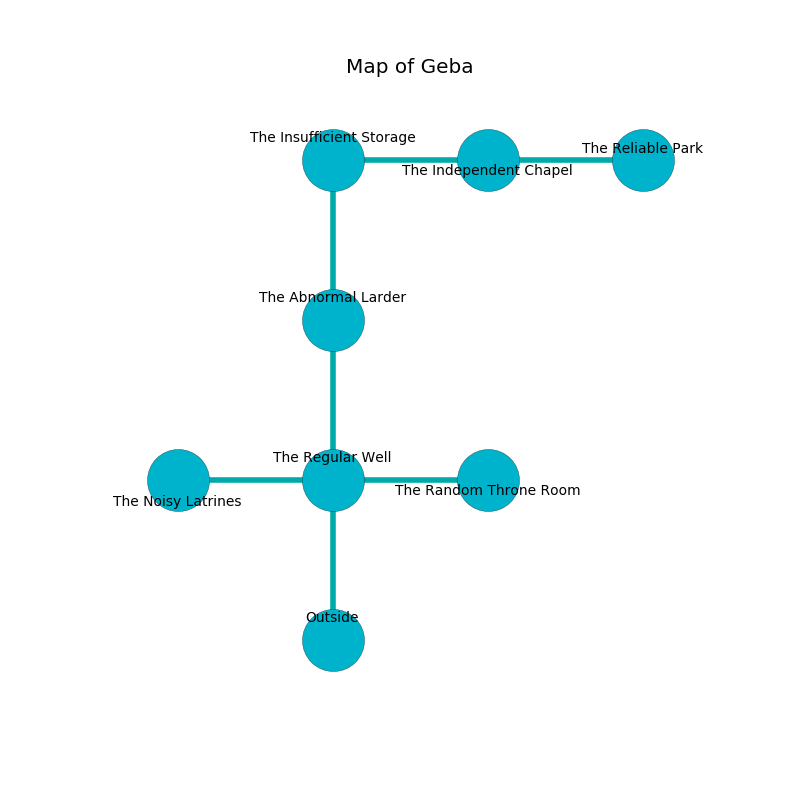 Map of Geba
The Insufficient Storage
The Reliable Park
The Independent Chapel
The Abnormal Larder
The Regular Well
The Random Throne Room
The Noisy Latrines
Outside